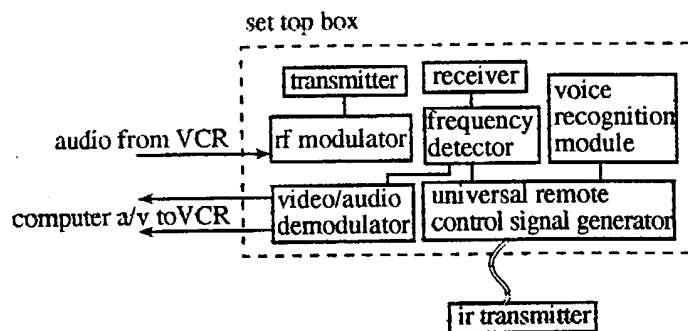 set top box
transmitter
receiver
voice
recognition
module
audio from VCR
rf modulator
frequency
detector
computer a/v toVCR
video/audio
demodulator
universal remote
control signal generator
ir transmitter